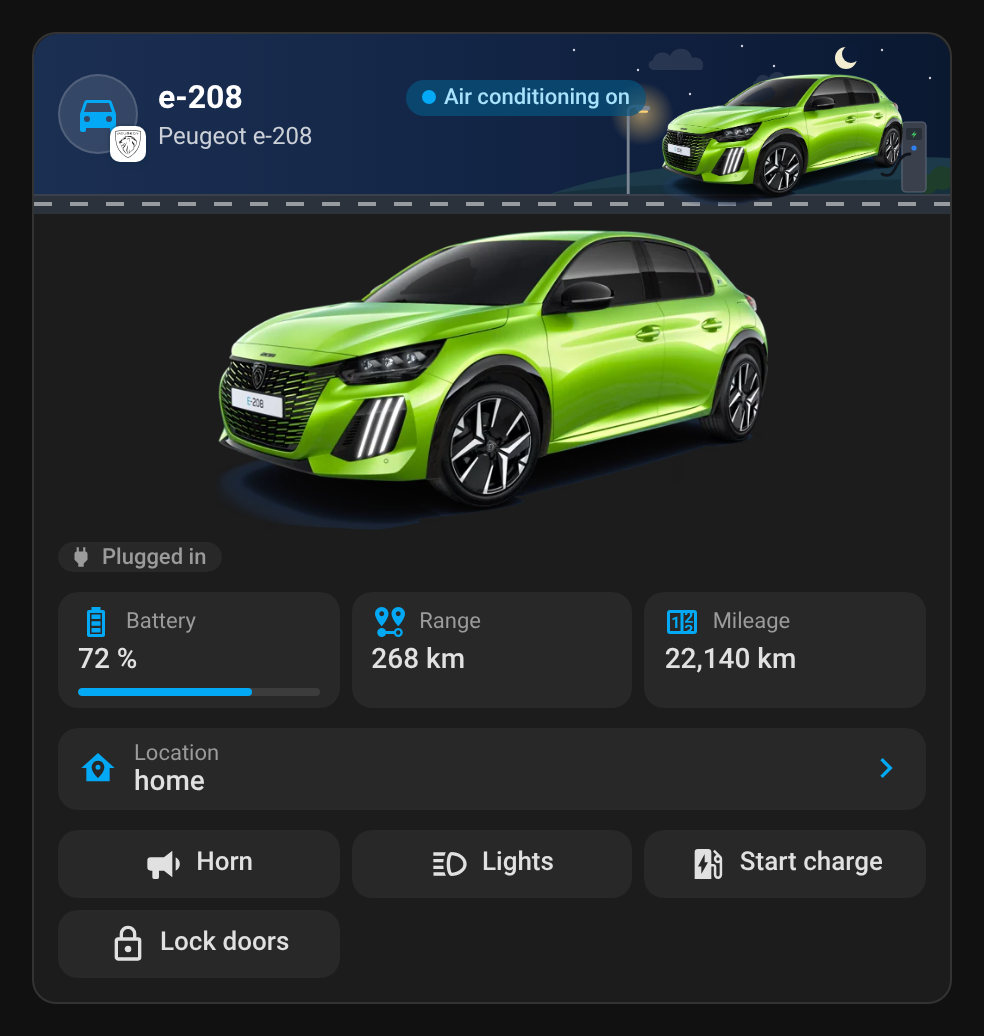 e-208
Peugeot e-208
Air conditioning on
E-208
Plugged in
Battery
72 %
Range
268 km
Mileage
22,140 km
Location
home
Horn
Lights
Start charge
Lock doors